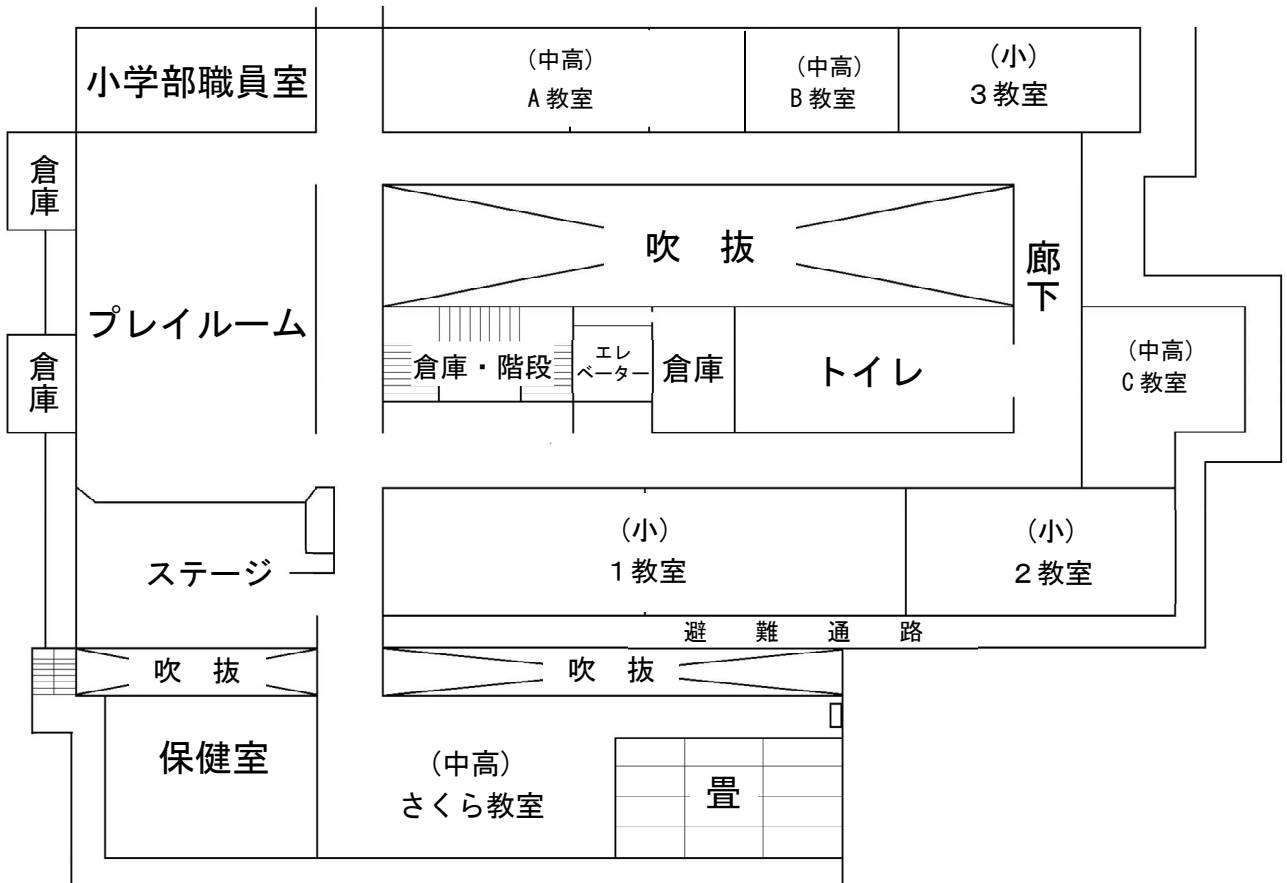 小学部職員室
(中高)
A教室
(中高)
B教室
(小)
3教室
倉庫
吹 抜
廊下
プレイルーム
倉庫
倉庫・階段
エレ
ベーター
倉庫
トイレ
(中高)
C教室
ステージ
(小)
1教室
(小)
2教室
避難通路
吹 抜
吹 抜
保健室
(中高)
さくら教室
畳